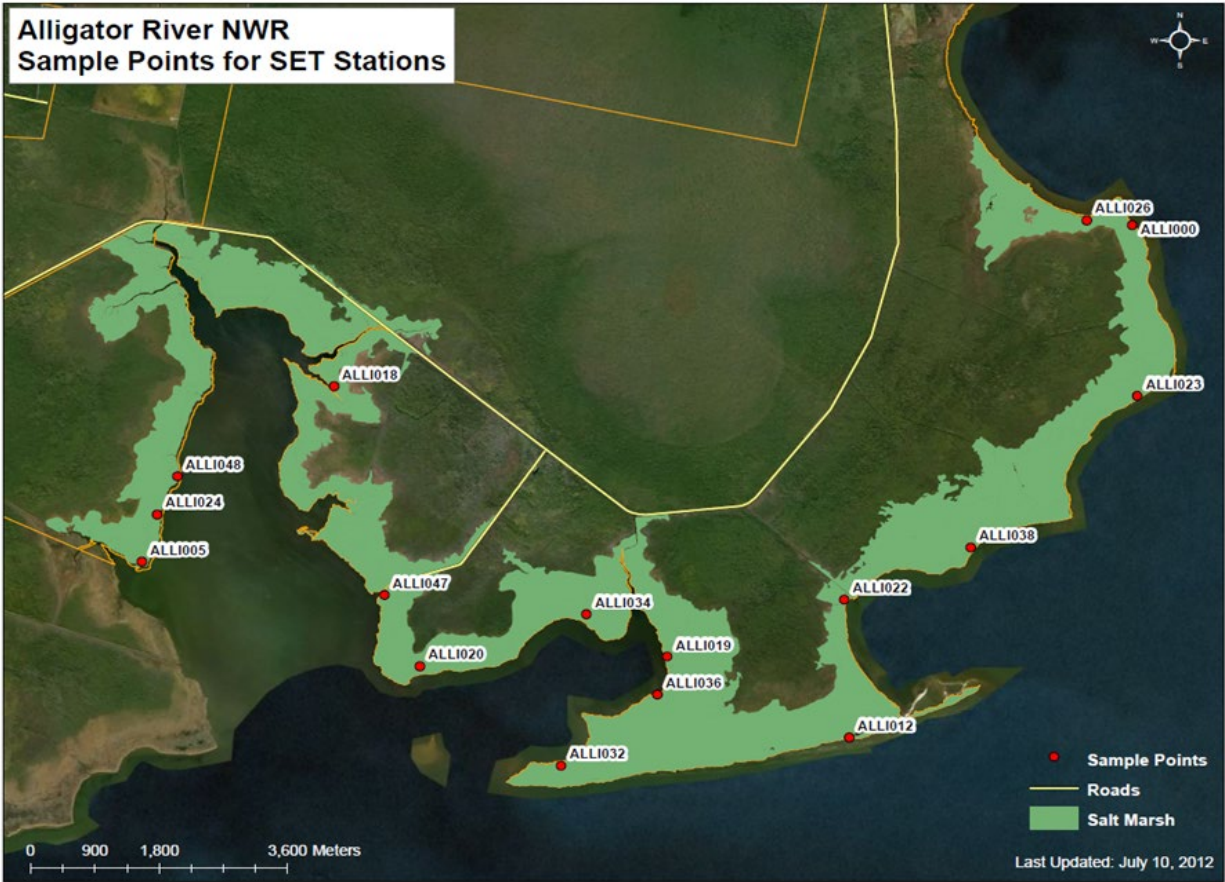 Alligator River NWR
Sample Points for SET Stations
N
W E
S
ALLI026
ALLI000
ALLI018
ALLI023
ALLI048
ALLI024
ALLI005
ALLI038
ALLI047
ALLI022
ALLI034
ALLI020
ALLI019
ALLI036
ALLI012
ALLI032
Sample Points
Roads
Salt Marsh
0 900 1,800 3,600 Meters
Last Updated: July 10, 2012